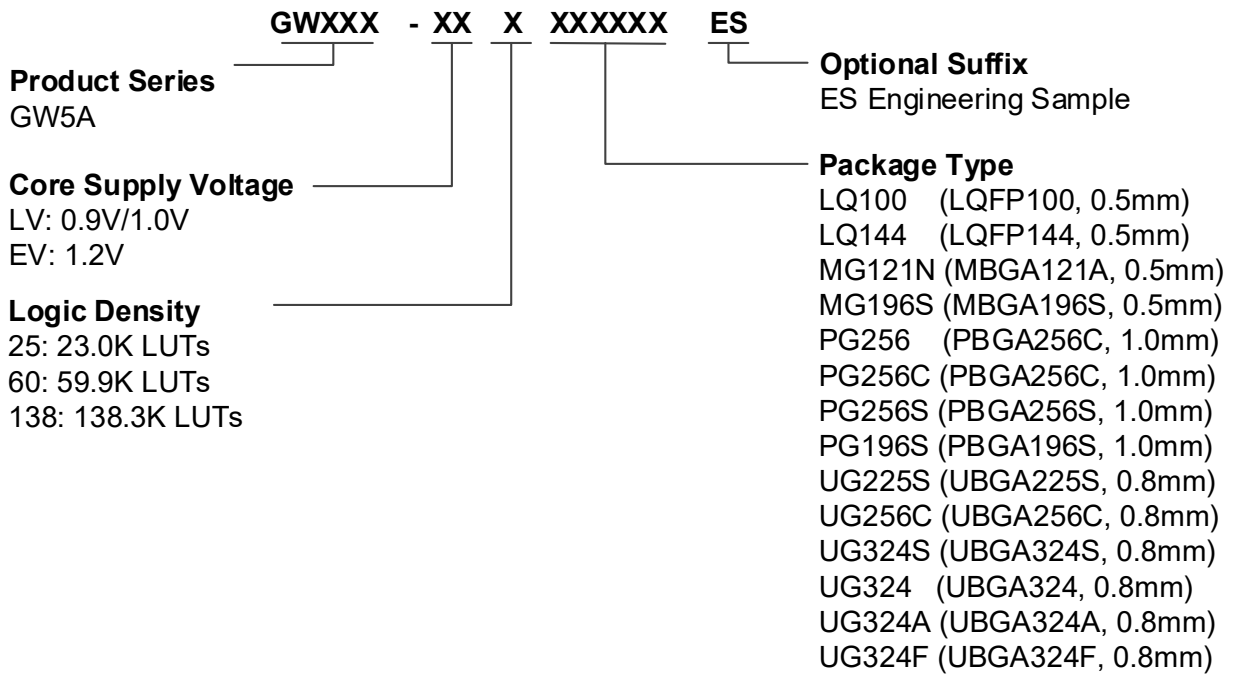 GWXXX - XX X XXXXXX ES
Product Series
GW5A
Core Supply Voltage
LV: 0.9V/1.0V
EV: 1.2V
Logic Density
25: 23.0K LUTs
60: 59.9K LUTs
138: 138.3K LUTs
Optional Suffix
ES Engineering Sample
Package Type
LQ100 (LQFP100, 0.5mm)
LQ144 (LQFP144, 0.5mm)
MG121N (MBGA121A, 0.5mm)
MG196S (MBGA196S, 0.5mm)
PG256 (PBGA256C, 1.0mm)
PG256C (PBGA256C, 1.0mm)
PG256S (PBGA256S, 1.0mm)
PG196S (PBGA196S, 1.0mm)
UG225S (UBGA225S, 0.8mm)
UG256C (UBGA256C, 0.8mm)
UG324S (UBGA324S, 0.8mm)
UG324 (UBGA324, 0.8mm)
UG324A (UBGA324A, 0.8mm)
UG324F (UBGA324F, 0.8mm)